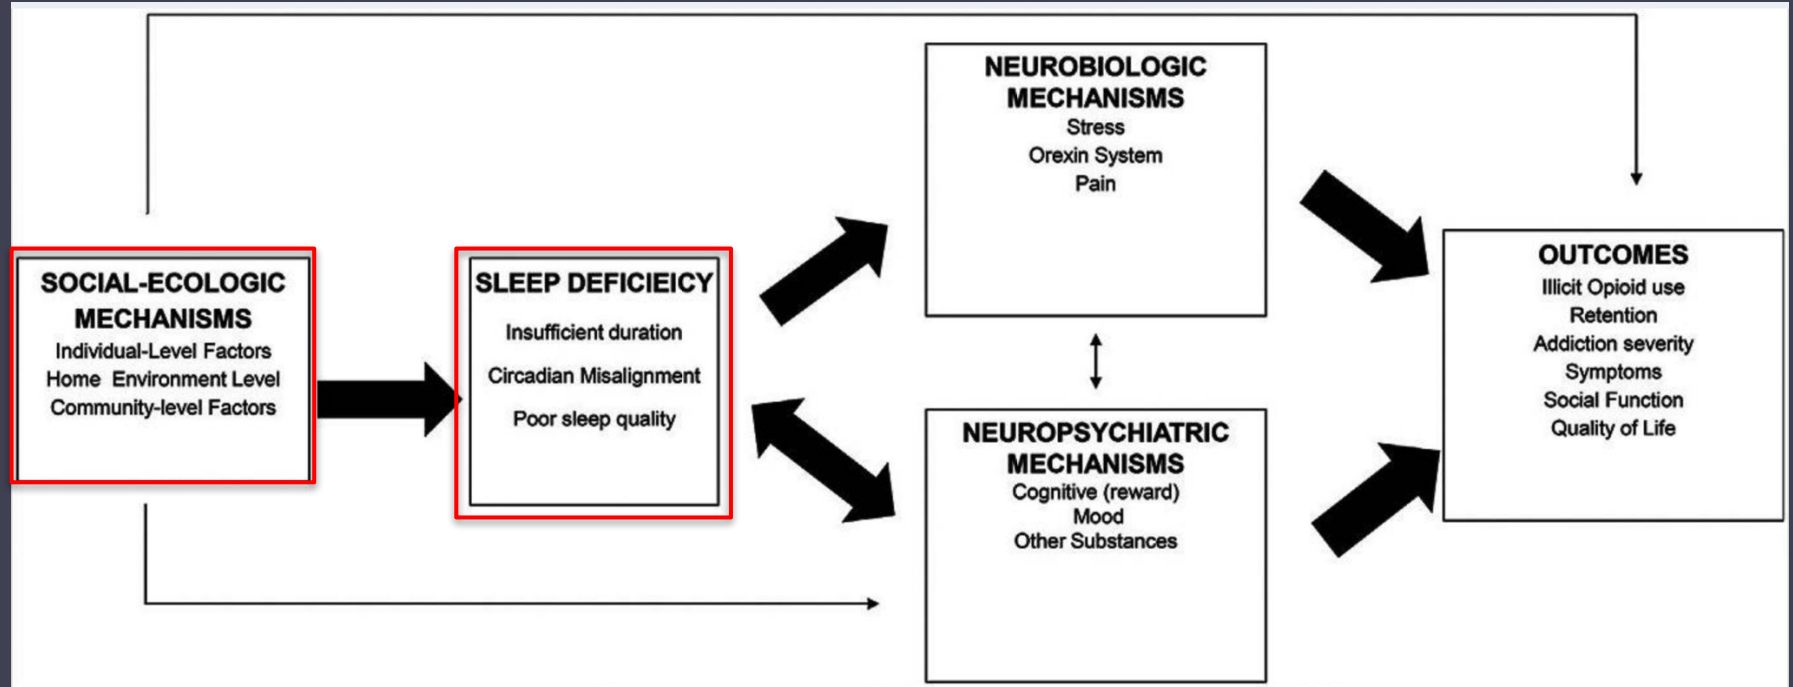 SOCIAL-ECOLOGIC
MECHANISMS
Individual-Level Factors
Home Environment Level
Community-level Factors
SLEEP DEFICIEICY
Insufficient duration
Circadian Misalignment
Poor sleep quality
NEUROBIOLOGIC
MECHANISMS
Stress
Orexin System
Pain
NEUROPSYCHIATRIC
MECHANISMS
Cognitive (reward)
Mood
Other Substances
OUTCOMES
Illicit Opioid use
Retention
Addiction severity
Symptoms
Social Function
Quality of Life